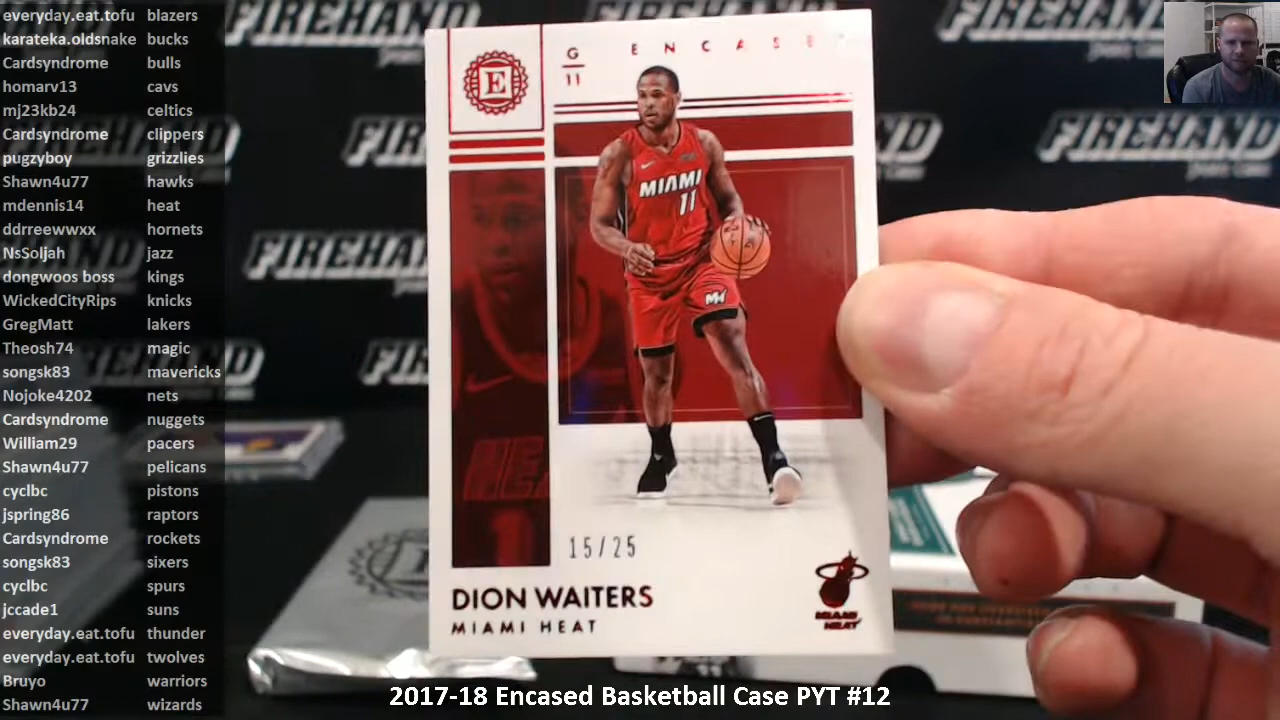 everyday.eat.tofu blazers
karateka.oldsnake bucks
Cardsyndrome bulls
homarv13 cavs
mj23kb24 celtics
Cardsyndrome clippers
pugzyboy grizzlies
Shawn4u77 hawks
mdennis14 heat
ddrreewwxx hornets
NsSoljah jazz
dongwoos boss kings
WickedCityRips knicks
GregMatt lakers
Theosh74 magic
songsk83 mavericks
Nojoke4202 nets
Cardsyndrome nuggets
William29 pacers
Shawn4u77 pelicans
cyclbc pistons
jspring86 raptors
Cardsyndrome rockets
songsk83 sixers
cyclbc spurs
jccade1 suns
everyday.eat.tofu thunder
everyday.eat.tofu twolves
Bruyo warriors
Shawn4u77 wizards
FIREHAND
E
G
11
ENCASE
MIAMI
11
15/25
DION WAITERS
MIAMI HEAT
MIAMI
HEAT
2017-18 Encased Basketball Case PYT #12